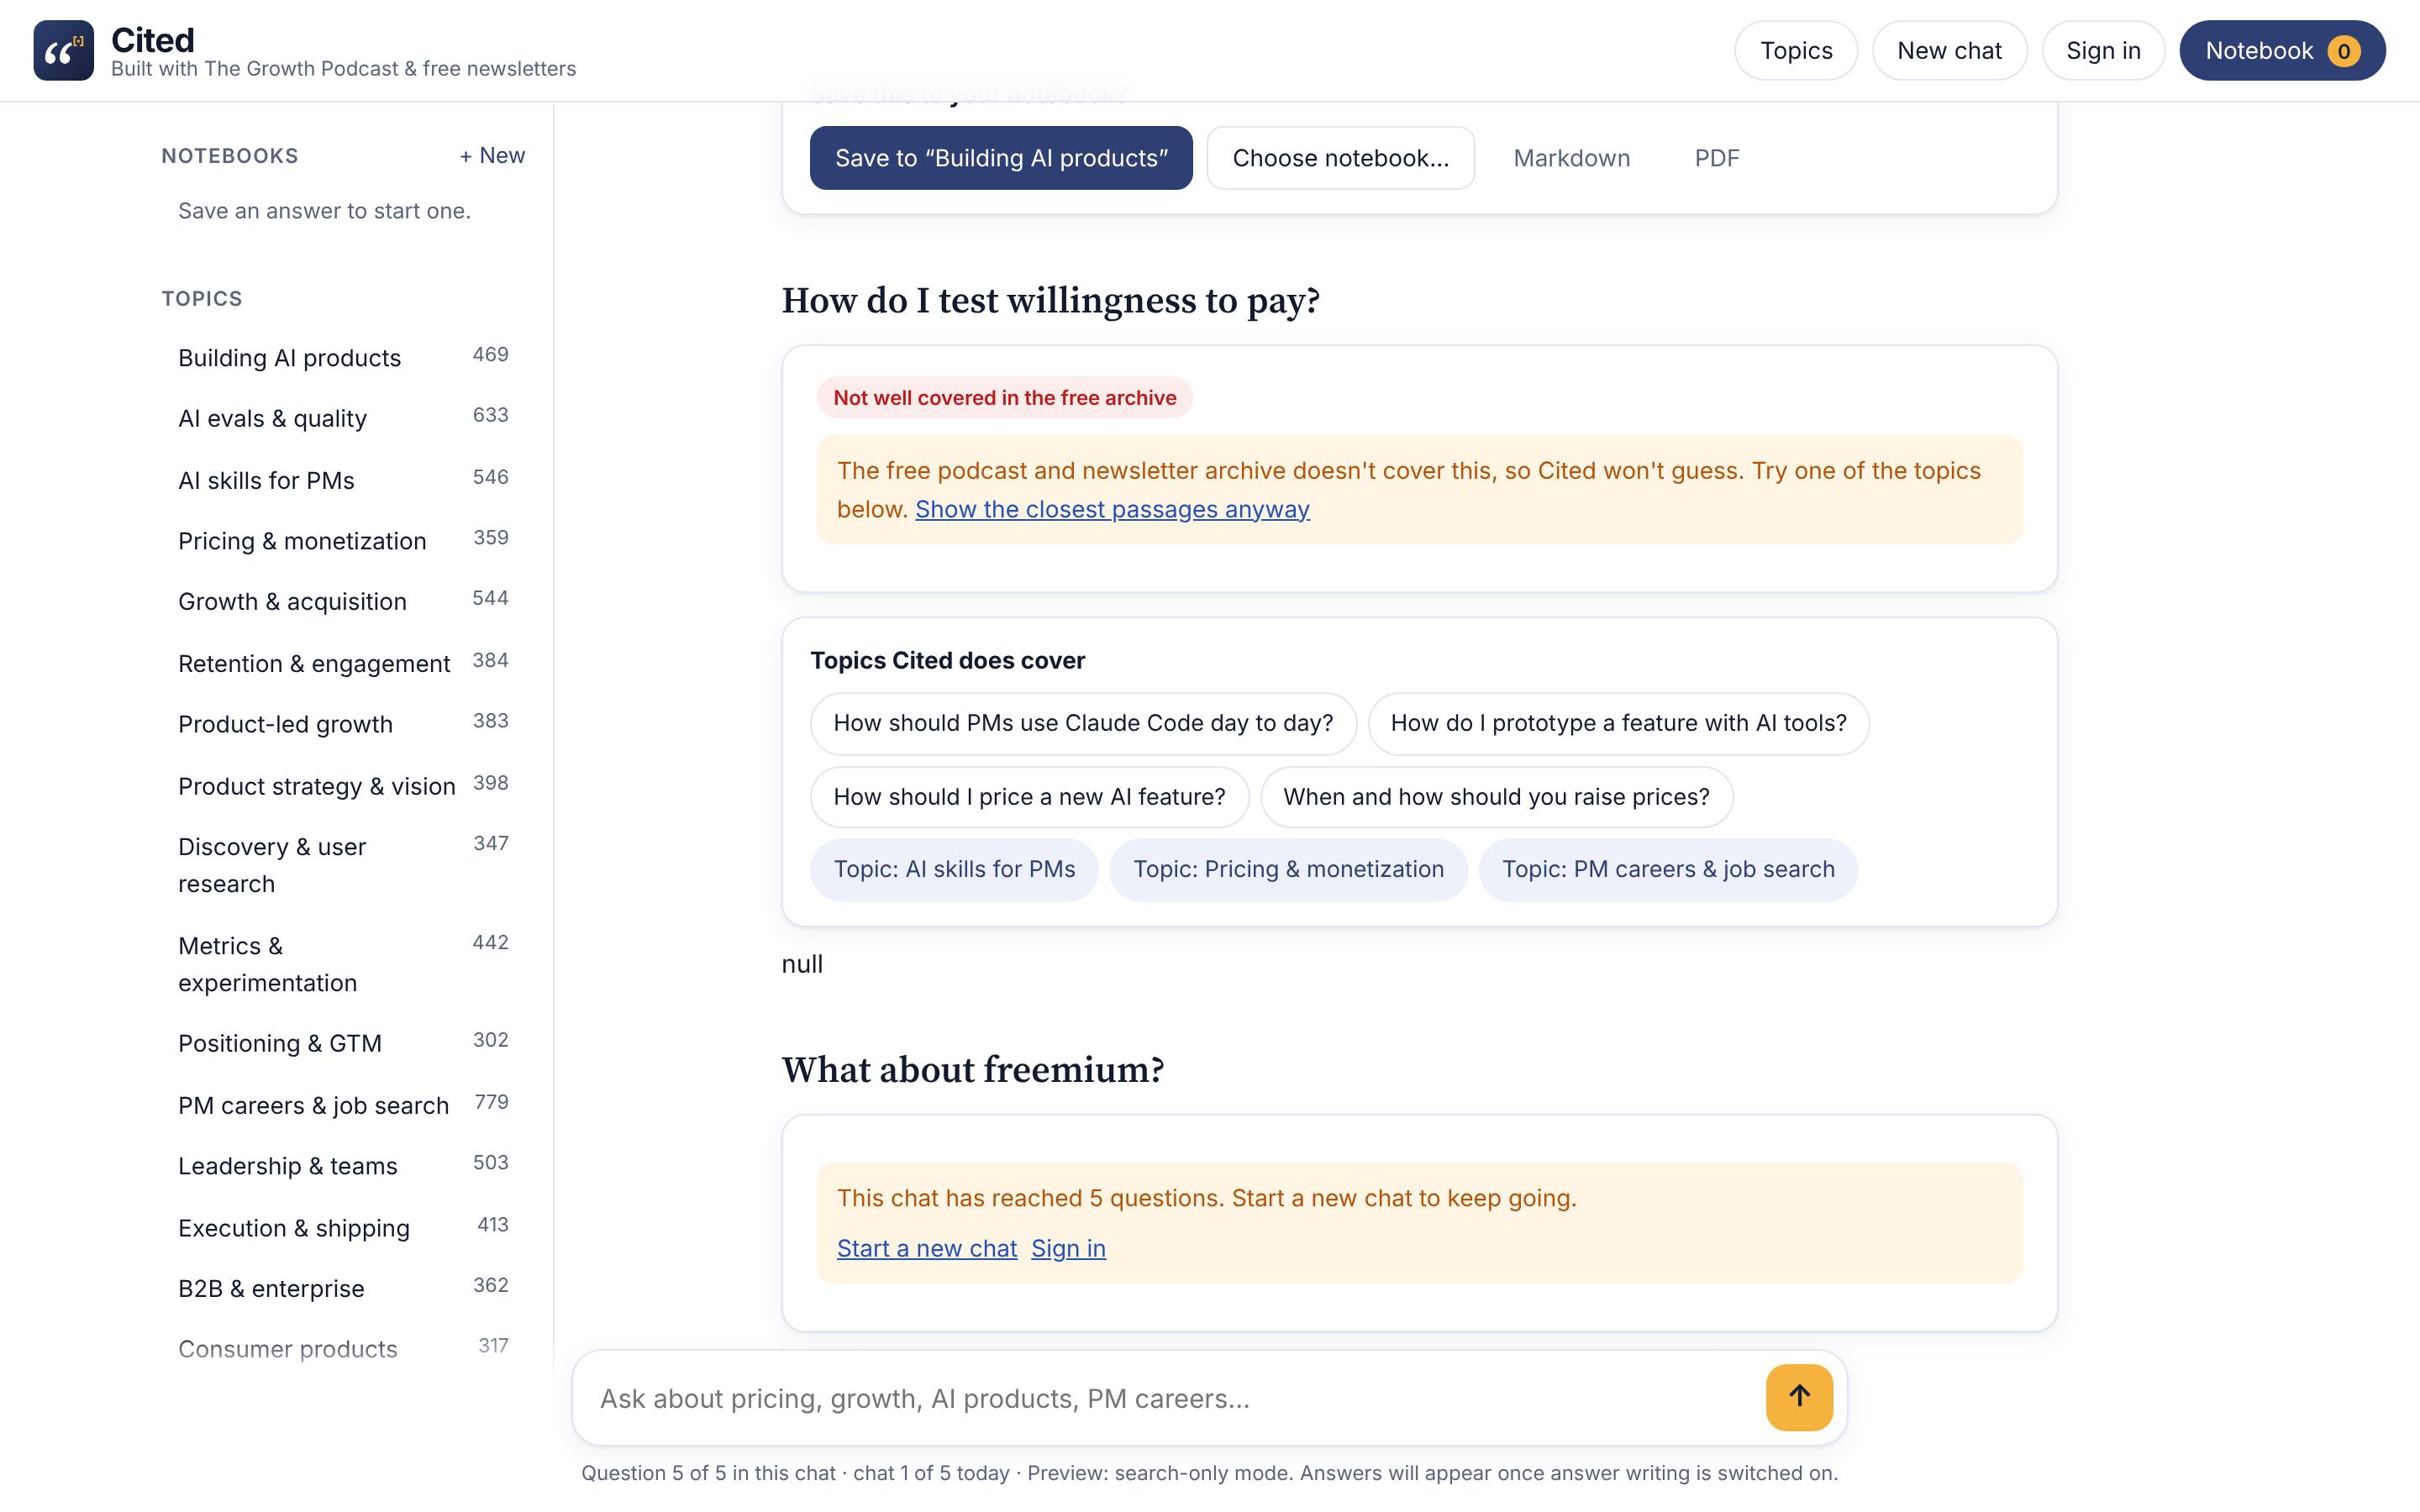 Cited
Built with The Growth Podcast & free newsletters
Topics
New chat
Sign in
Notebook 0
NOTEBOOKS
+ New
Save an answer to start one.
TOPICS
Building AI products 469
AI evals & quality 633
AI skills for PMs 546
Pricing & monetization 359
Growth & acquisition 544
Retention & engagement 384
Product-led growth 383
Product strategy & vision 398
Discovery & user 347
research
Metrics & 442
experimentation
Positioning & GTM 302
PM careers & job search 779
Leadership & teams 503
Execution & shipping 413
B2B & enterprise 362
Consumer products 317
Save this to your notebook?
Save to “Building AI products”
Choose notebook…
Markdown
PDF
How do I test willingness to pay?
Not well covered in the free archive
The free podcast and newsletter archive doesn't cover this, so Cited won't guess. Try one of the topics
below. Show the closest passages anyway
Topics Cited does cover
How should PMs use Claude Code day to day?
How do I prototype a feature with AI tools?
How should I price a new AI feature?
When and how should you raise prices?
Topic: AI skills for PMs
Topic: Pricing & monetization
Topic: PM careers & job search
null
What about freemium?
This chat has reached 5 questions. Start a new chat to keep going.
Start a new chat Sign in
Ask about pricing, growth, AI products, PM careers...
Question 5 of 5 in this chat · chat 1 of 5 today · Preview: search-only mode. Answers will appear once answer writing is switched on.